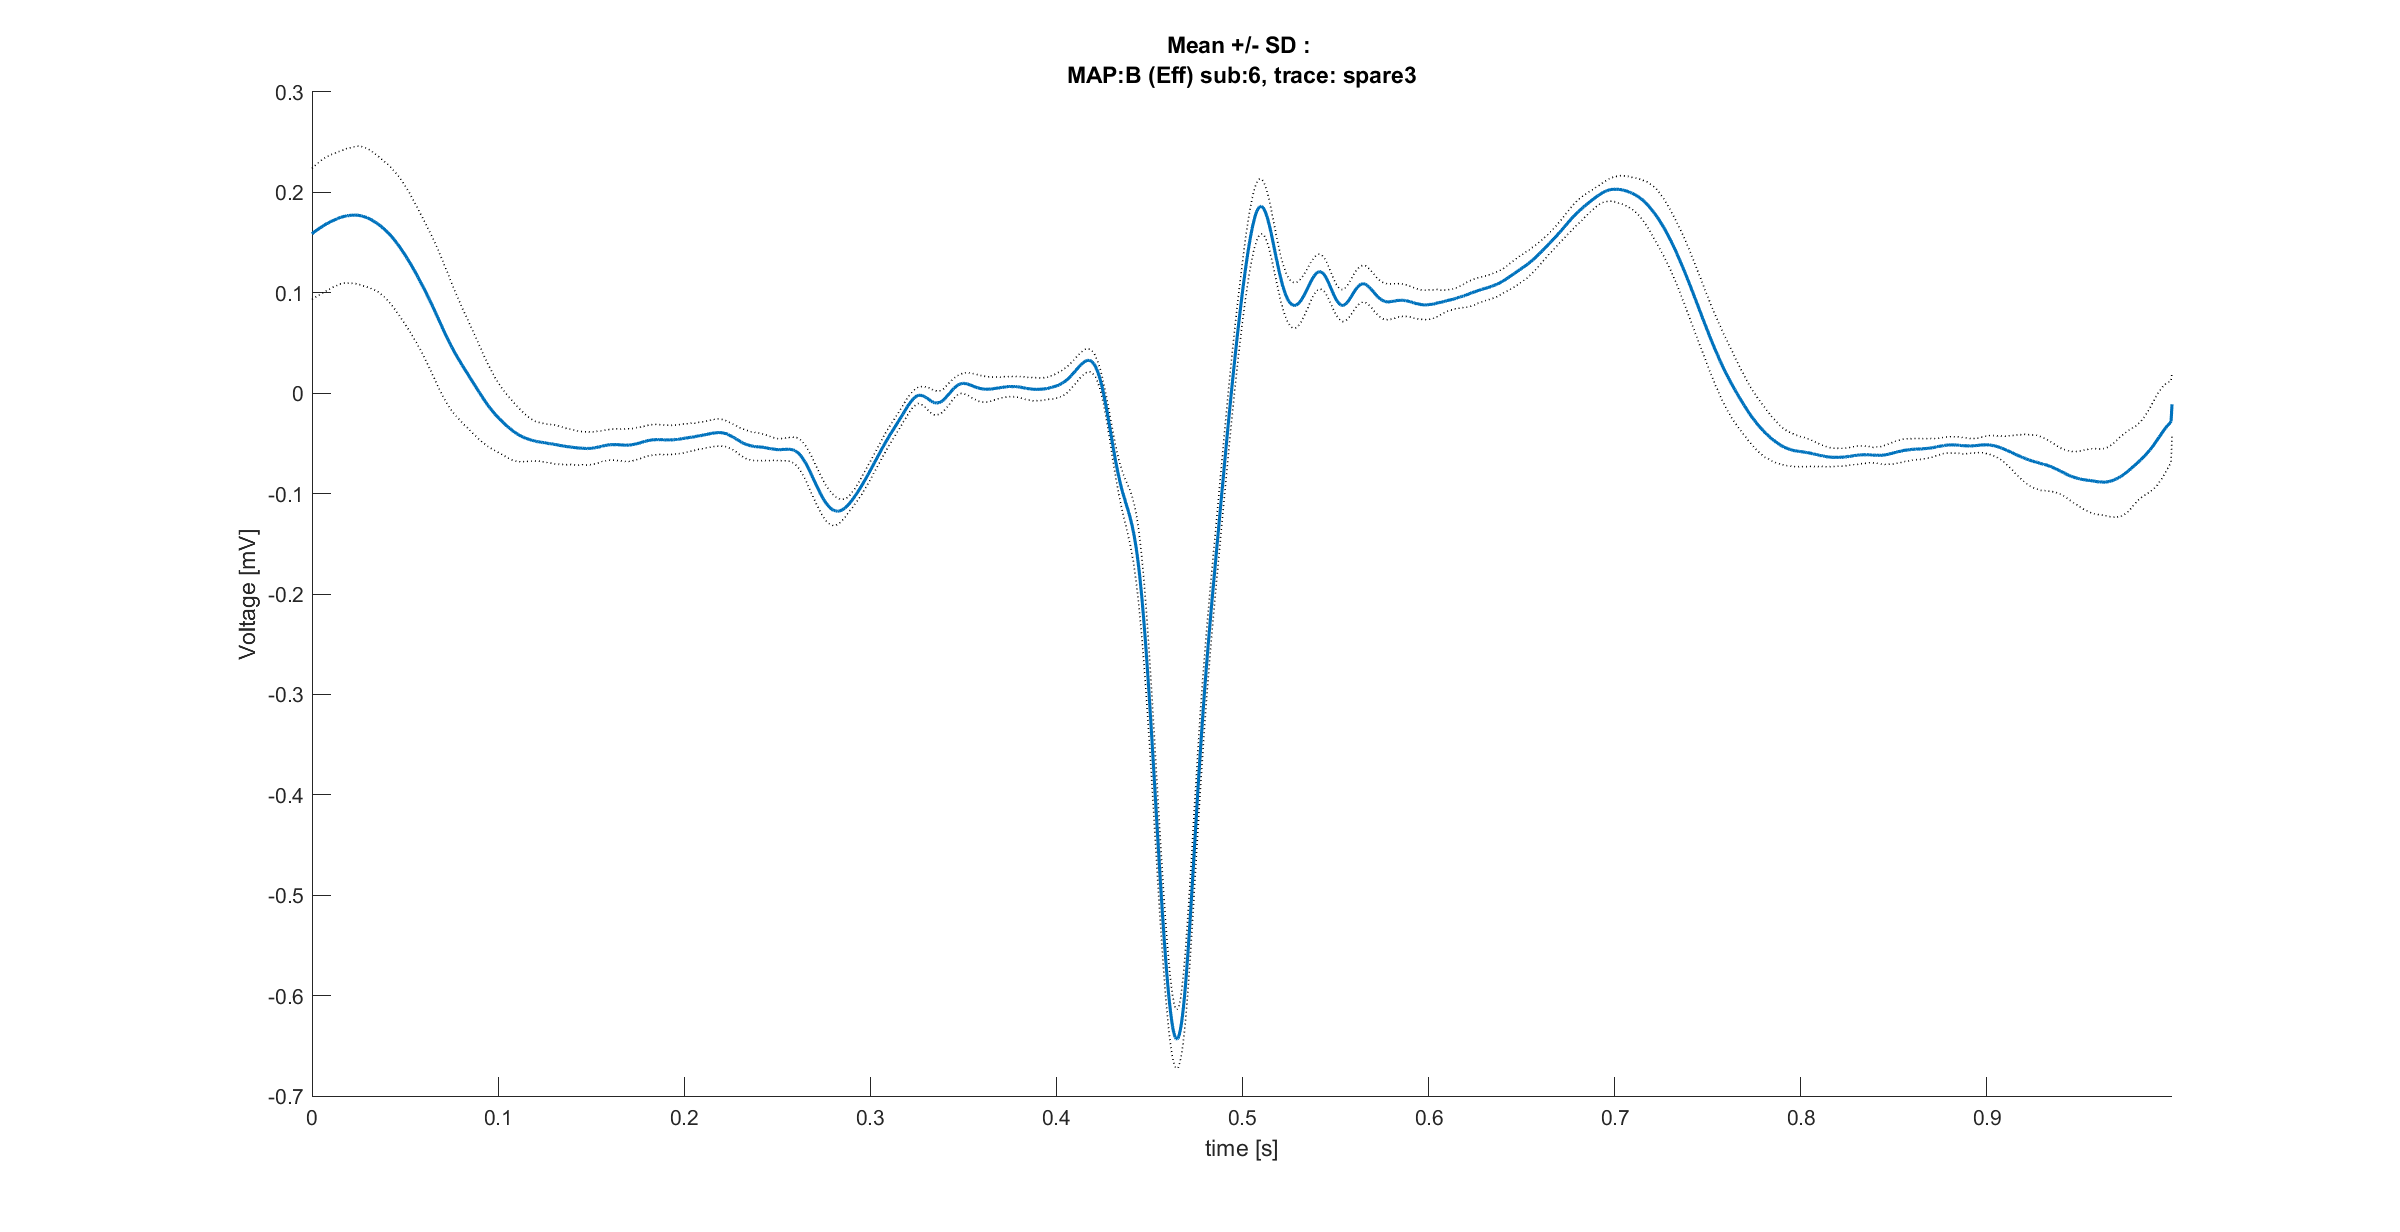 Mean +/- SD :
MAP:B (Eff) sub:6, trace: spare3
0.3
0.2
0.1
0
-0.1
-0.2
-0.3
-0.4
-0.5
-0.6
-0.7
Voltage [mV]
0 0.1 0.2 0.3 0.4 0.5 0.6 0.7 0.8 0.9
time [s]